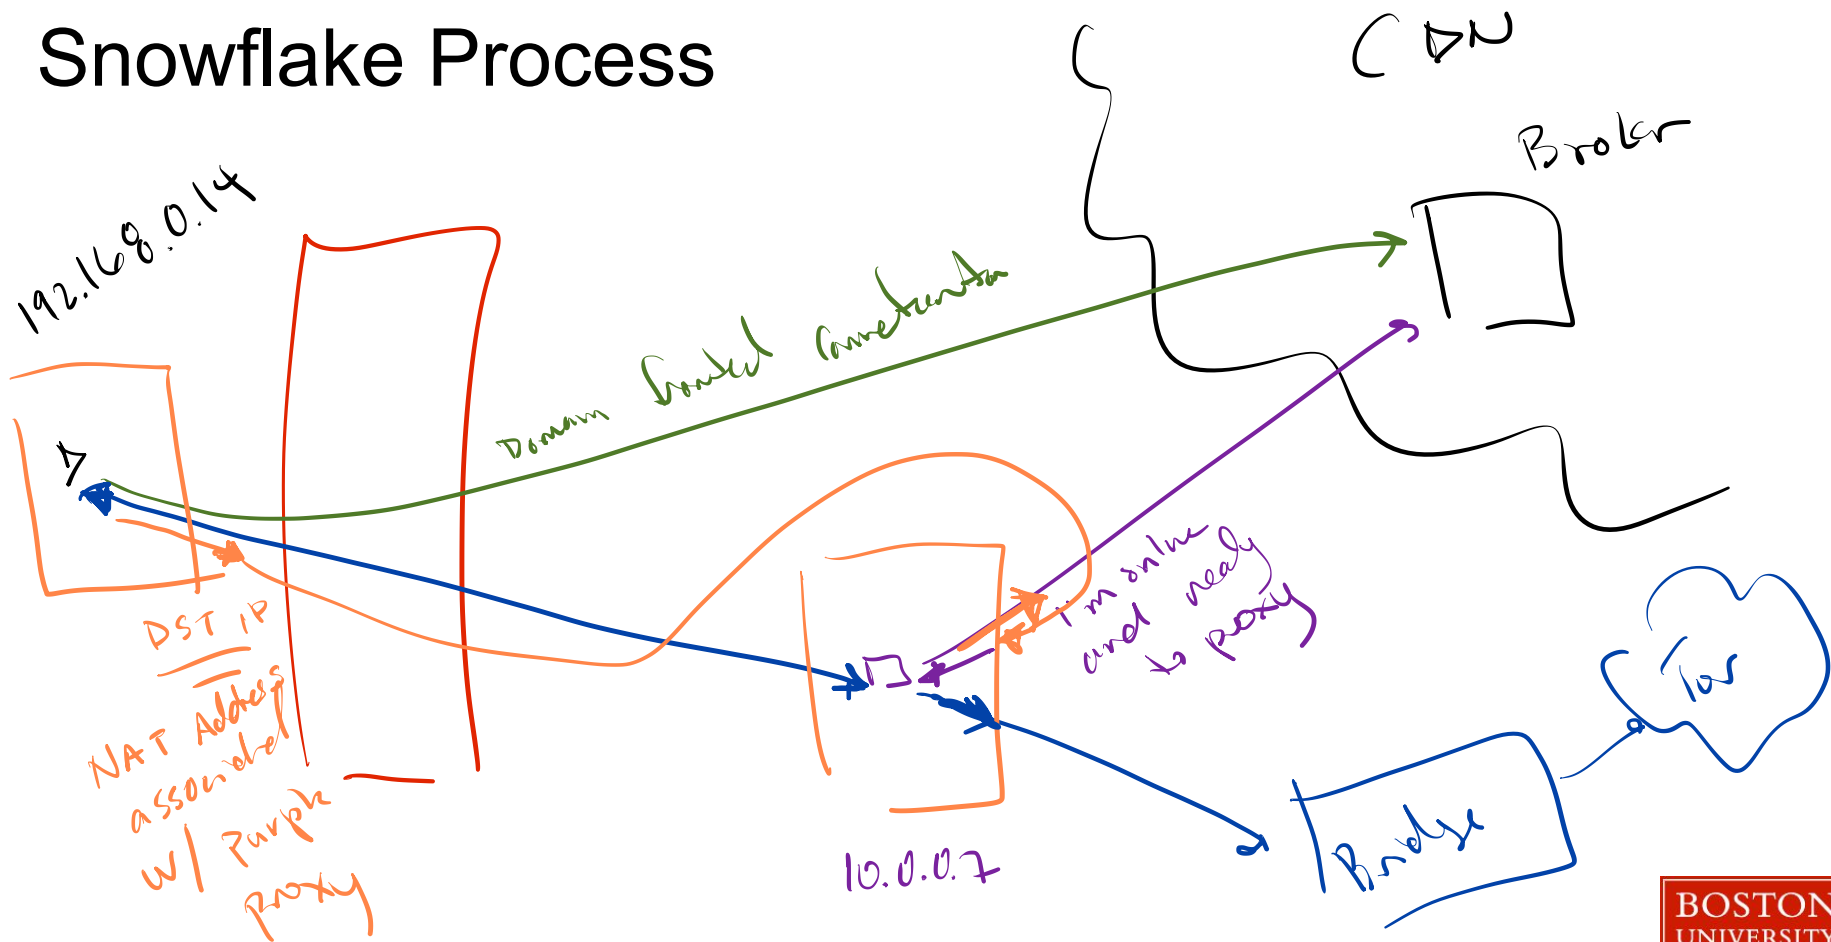 Snowflake Process
CDN
Broker
192.168.0.14
Domain fronted connection
I'm online
and ready
to proxy
DST IP
NAT Address
associated
w/ Purple
proxy
10.0.0.7
Bridge
Tor
BOSTON
UNIVERSITY